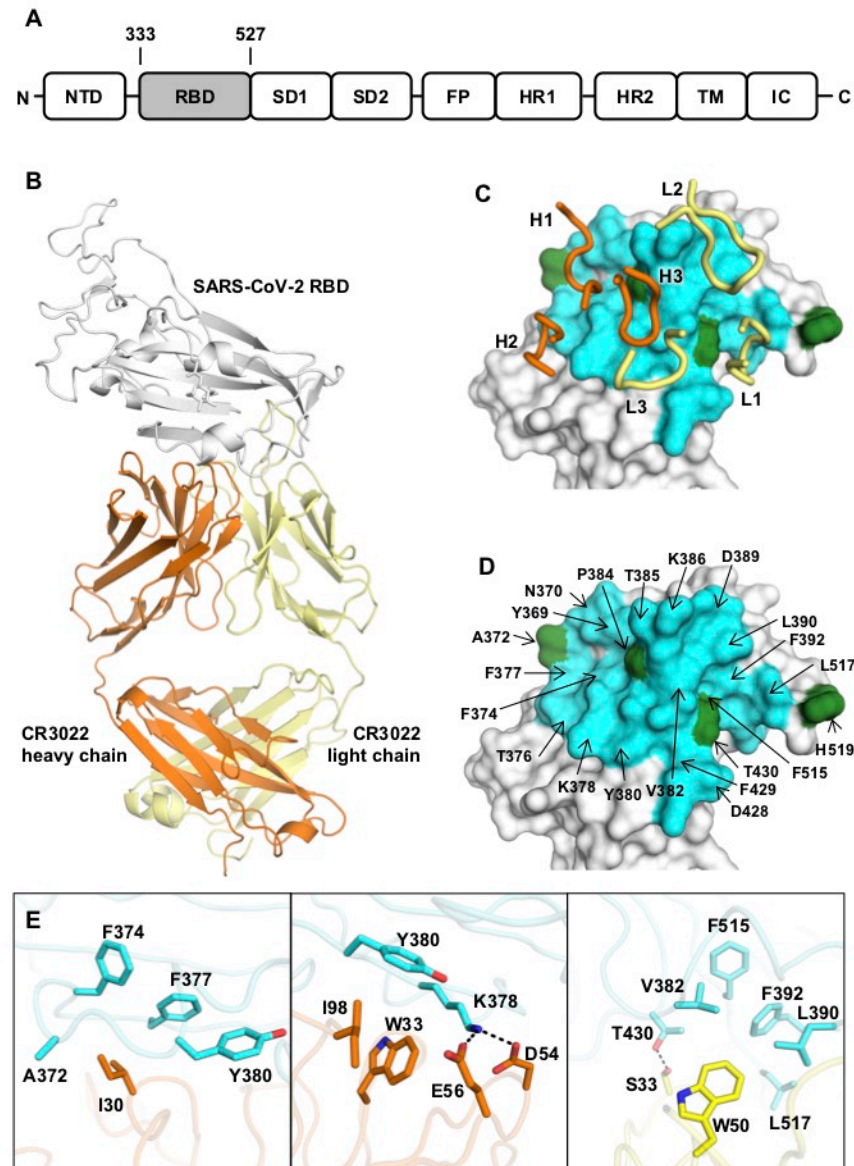 A
333 527
N NTD RBD SD1 SD2 FP HR1 HR2 TM IC C
B
SARS-CoV-2 RBD
CR3022
heavy chain
CR3022
light chain
C
H1
L2
H3
H2
L3
L1
D
K386
D389
P384
T385
N370
Y369
L390
A372
F392
L517
F377
F374
H519
T376
T430
F515
K378
F429
Y380
V382
D428
E
F374
F377
A372
Y380
I30
Y380
K378
I98
W33
D54
E56
F515
V382
F392
L390
T430
S33
W50
L517